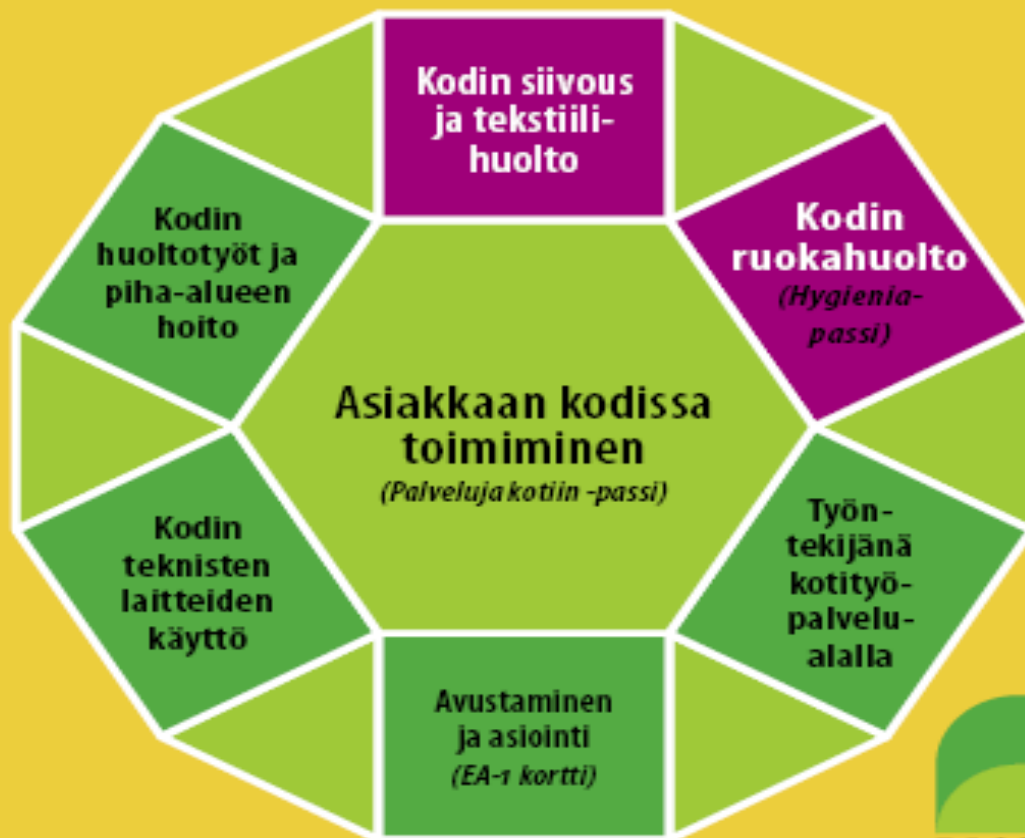 Kodin siivous
ja tekstiili-
huolto
Kodin
ruokahuolto
(Hygienia-
passi)
Kodin
huoltotyöt ja
piha-alueen
hoito
Asiakkaan kodissa
toimiminen
(Palveluja kotiin -passi)
Työn-
tekijänä
kotityö-
palvelu-
alalla
Kodin
teknisten
laitteiden
käyttö
Avustaminen
ja asiointi
(EA-1 kortti)